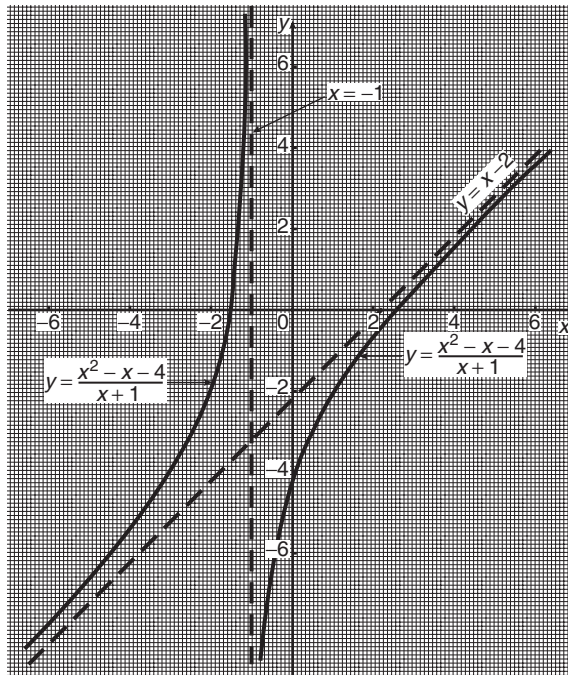 y
6
x = −1
4
y = x −2
2
−6
−4
−2
0
2
4
6
x
y = x² − x − 4 / x + 1
y = x² − x − 4 / x + 1
−2
−4
−6